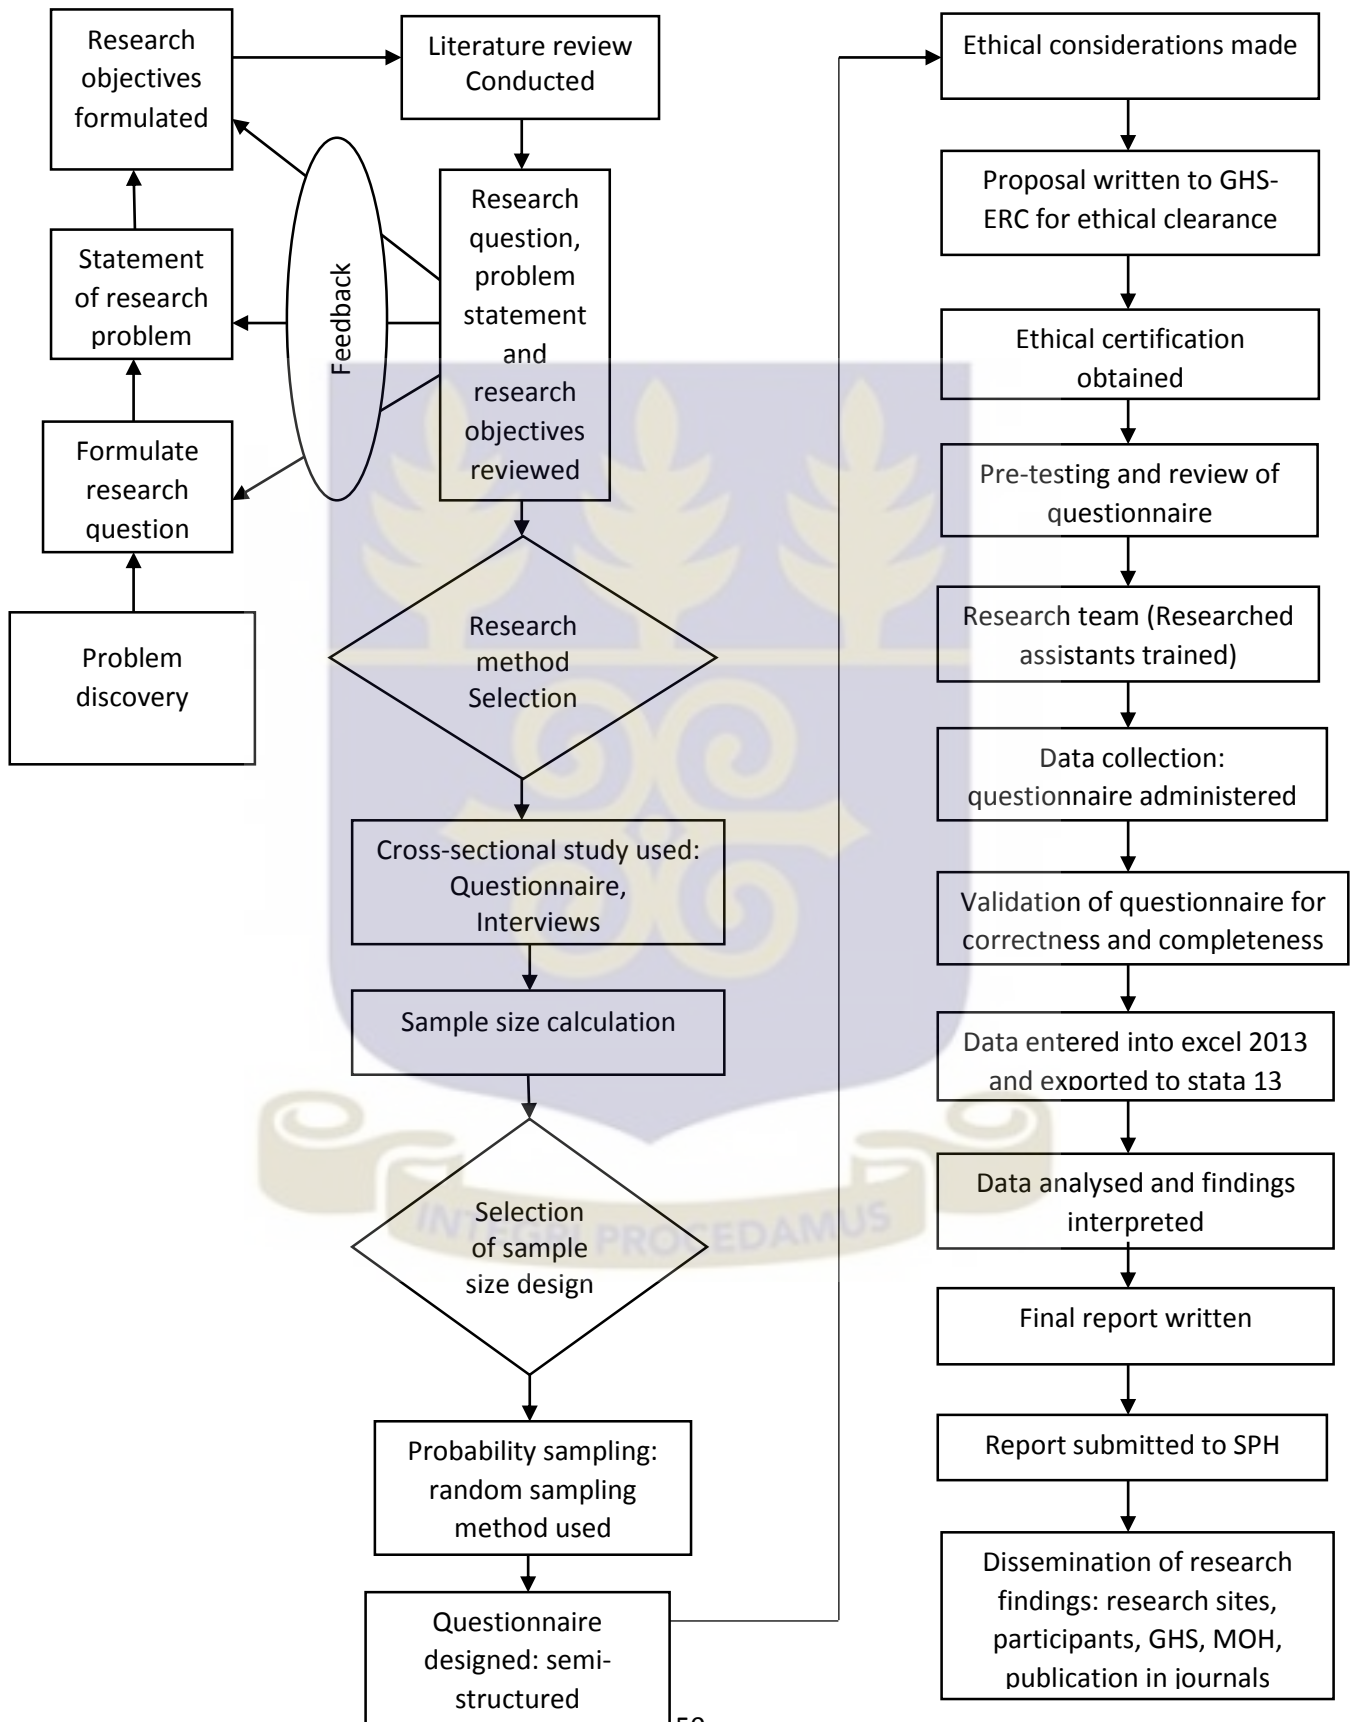 Research
objectives
formulated
Literature review
Conducted
Research
question,
problem
statement
and
research
objectives
reviewed
Feedback
Statement
of research
problem
Formulate
research
question
Problem
discovery
Research
method
Selection
Cross-sectional study used:
Questionnaire,
Interviews
Sample size calculation
Selection
of sample
size design
Probability sampling:
random sampling
method used
Questionnaire
designed: semi-
structured
Ethical considerations made
Proposal written to GHS-
ERC for ethical clearance
Ethical certification
obtained
Pre-testing and review of
questionnaire
Research team (Researched
assistants trained)
Data collection:
questionnaire administered
Validation of questionnaire for
correctness and completeness
Data entered into excel 2013
and exported to stata 13
Data analysed and findings
interpreted
Final report written
Report submitted to SPH
Dissemination of research
findings: research sites,
participants, GHS, MOH,
publication in journals
INTEGRI PROCEDAMUS